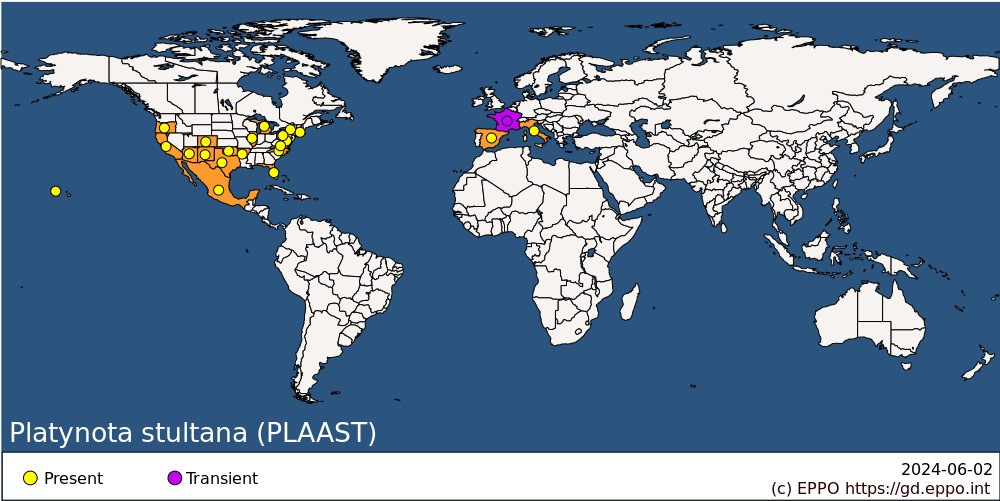 Platynota stultana (PLAAST)
Present
Transient
2024-06-02
(c) EPPO https://gd.eppo.int